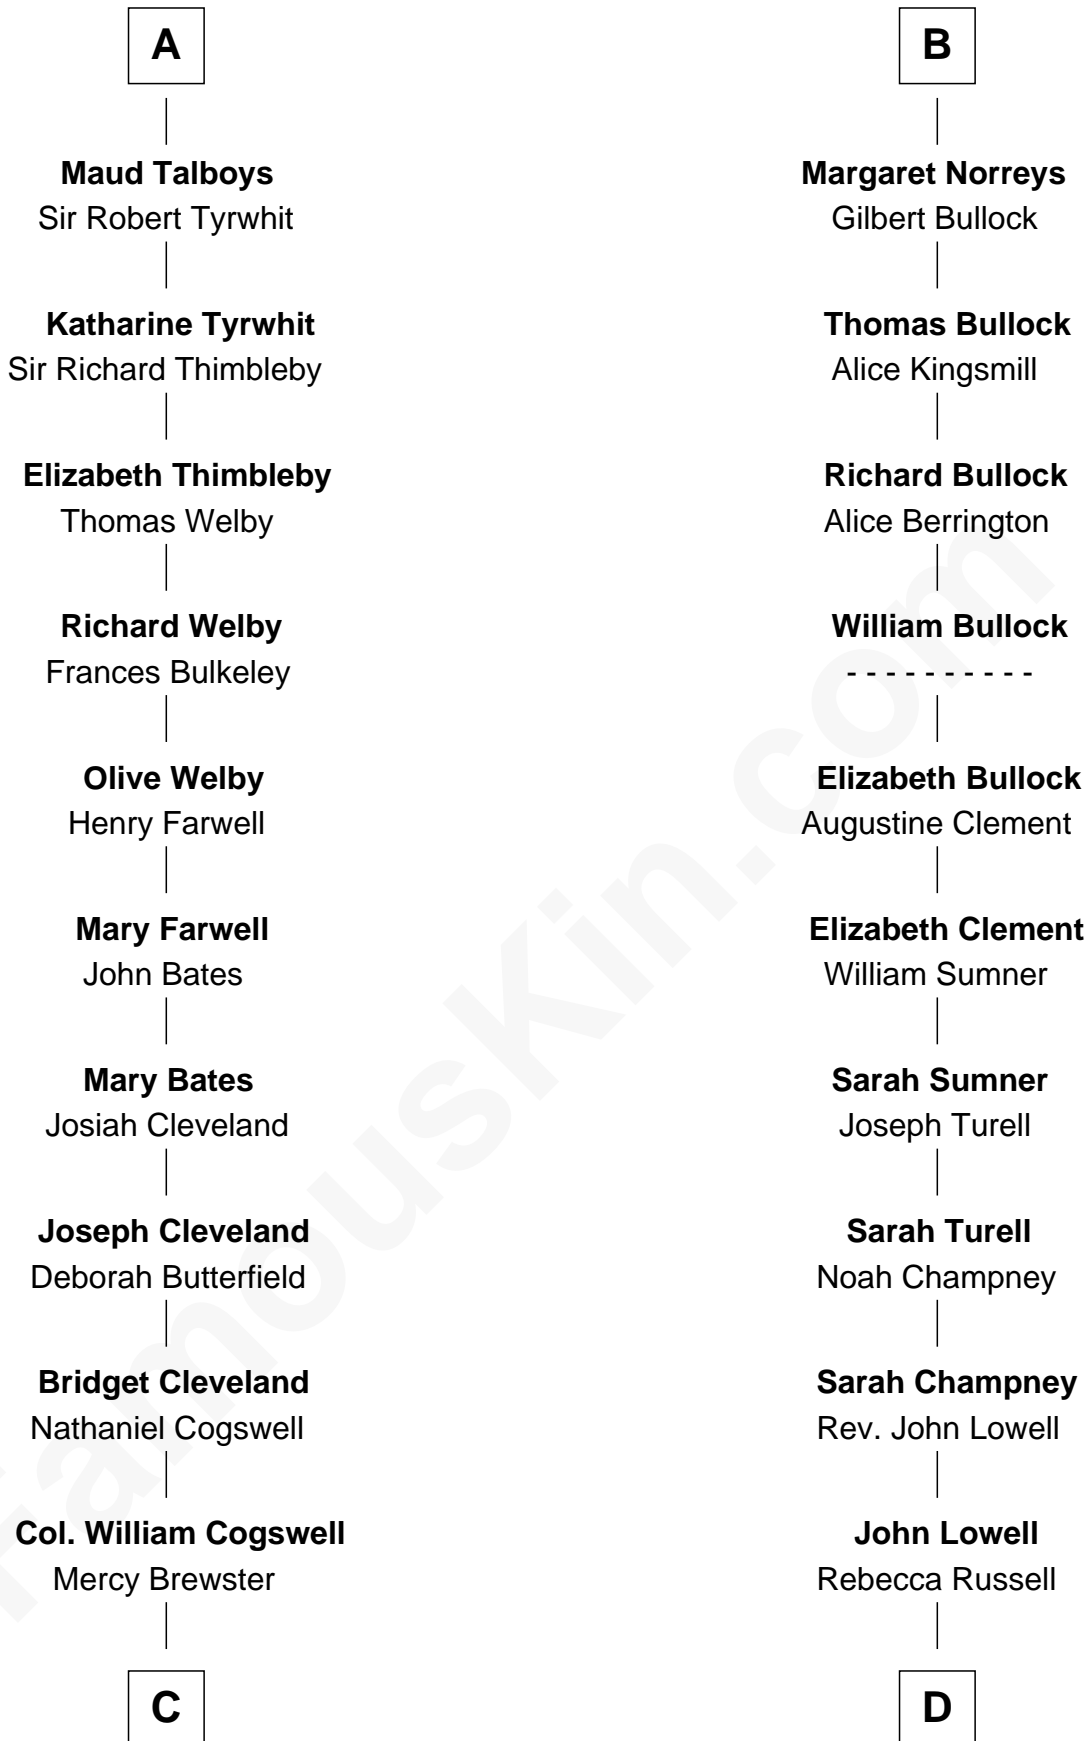 A
Maud Talboys
Sir Robert Tyrwhit
Katharine Tyrwhit
Sir Richard Thimbleby
Elizabeth Thimbleby
Thomas Welby
Richard Welby
Frances Bulkeley
Olive Welby
Henry Farwell
Mary Farwell
John Bates
Mary Bates
Josiah Cleveland
Joseph Cleveland
Deborah Butterfield
Bridget Cleveland
Nathaniel Cogswell
Col. William Cogswell
Mercy Brewster
C
B
Margaret Norreys
Gilbert Bullock
Thomas Bullock
Alice Kingsmill
Richard Bullock
Alice Berrington
William Bullock
- - - - - - - - - -
Elizabeth Bullock
Augustine Clement
Elizabeth Clement
William Sumner
Sarah Sumner
Joseph Turell
Sarah Turell
Noah Champney
Sarah Champney
Rev. John Lowell
John Lowell
Rebecca Russell
D
FamousKin.com